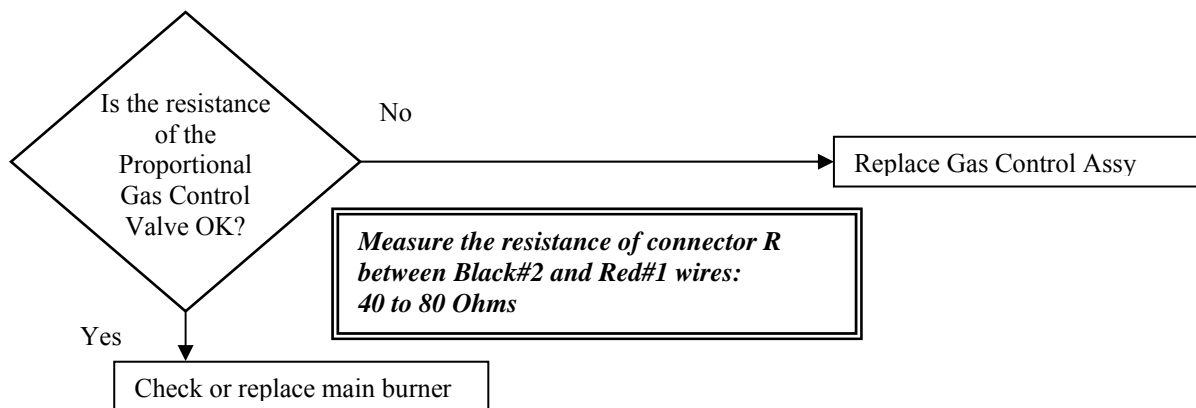 Is the resistance
of the
Proportional
Gas Control
Valve OK?
No
Replace Gas Control Assy
Measure the resistance of connector R
between Black#2 and Red#1 wires:
40 to 80 Ohms
Yes
Check or replace main burner